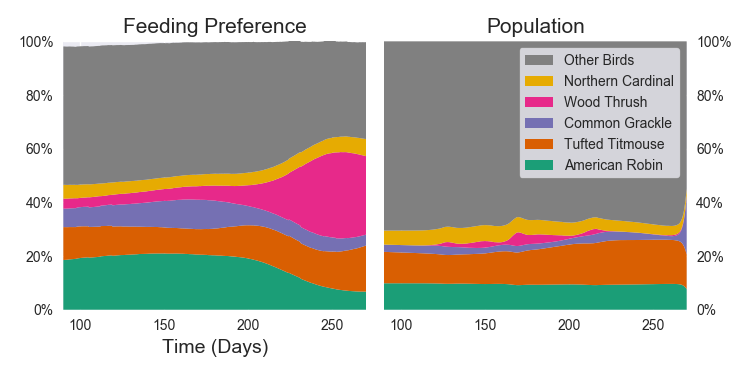 Feeding Preference
Population
100%
80%
60%
40%
20%
0%
100
150
200
250
Time (Days)
Other Birds
Northern Cardinal
Wood Thrush
Common Grackle
Tufted Titmouse
American Robin
100
150
200
250
100%
80%
60%
40%
20%
0%